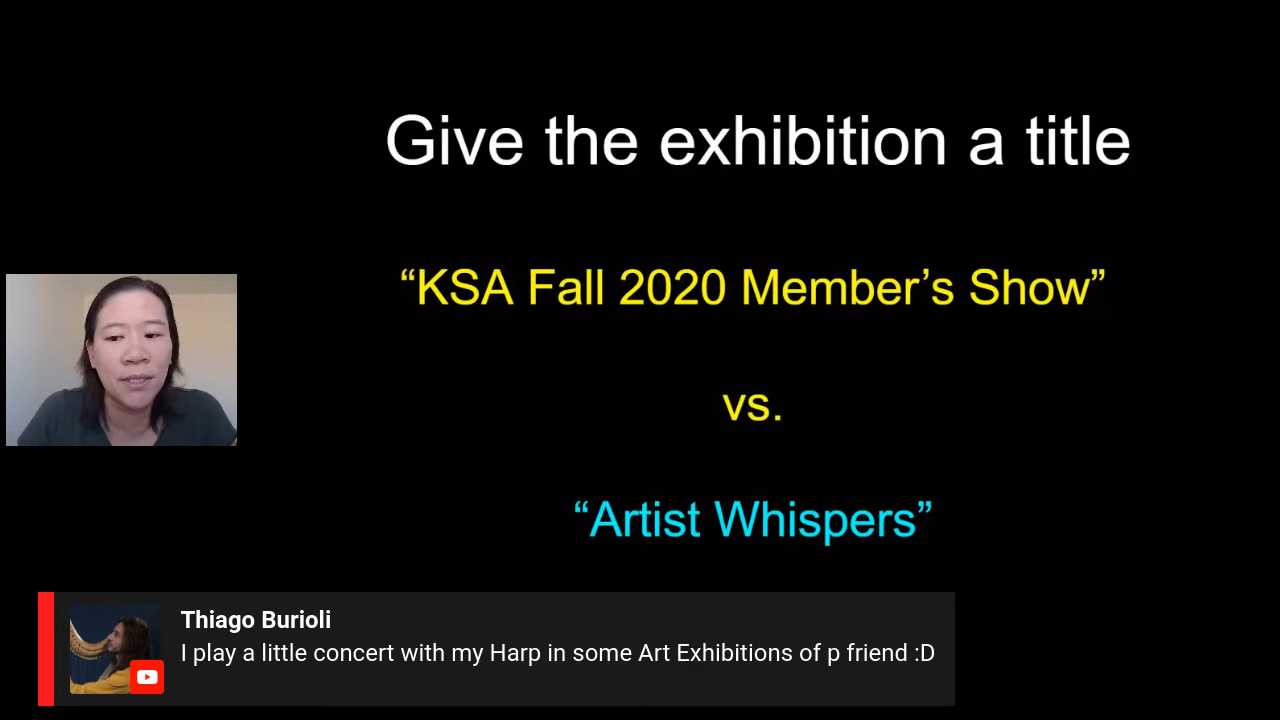 Give the exhibition a title
“KSA Fall 2020 Member’s Show”
vs.
“Artist Whispers”
Thiago Burioli
I play a little concert with my Harp in some Art Exhibitions of p friend :D